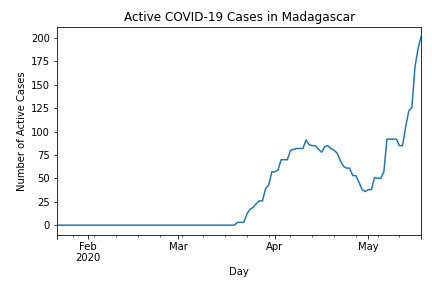 Active COVID-19 Cases in Madagascar
Number of Active Cases
200
175
150
125
100
75
50
25
0
Feb Mar Apr May
2020
Day